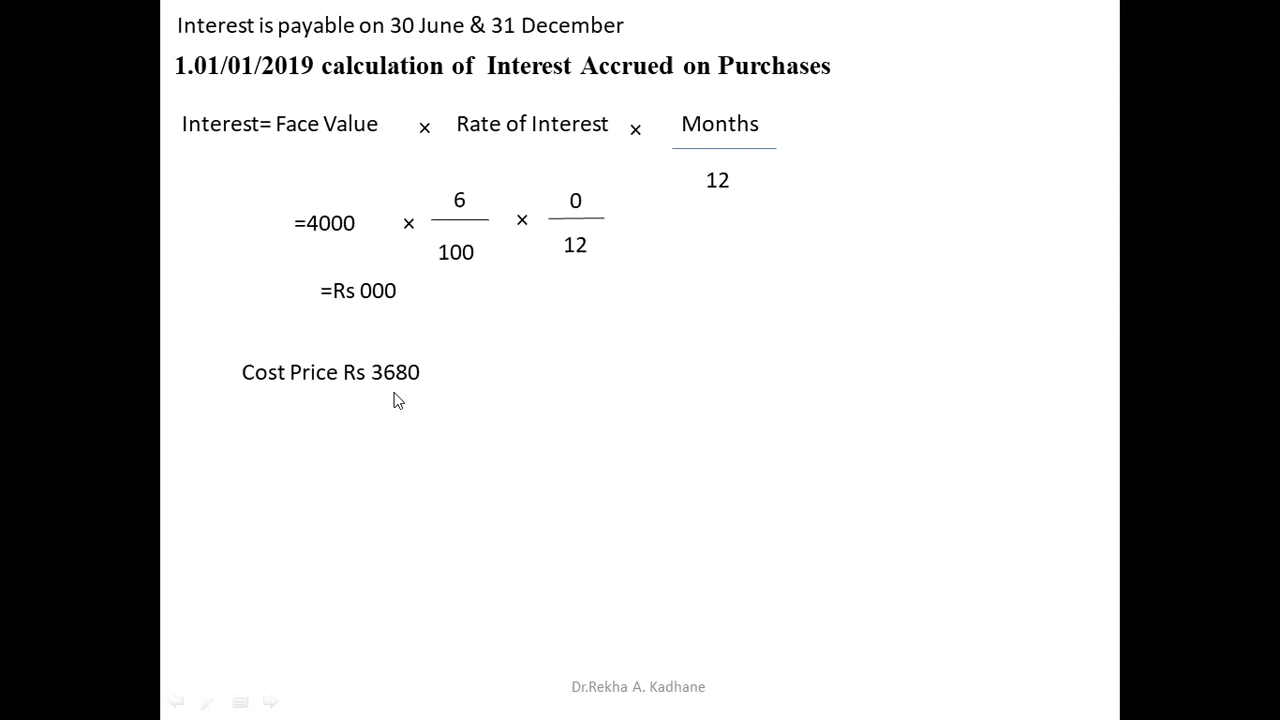 Interest is payable on 30 June & 31 December
1.01/01/2019 calculation of Interest Accrued on Purchases
Interest= Face Value × Rate of Interest × Months
12
=4000 × 6 × 0
100 12
=Rs 000
Cost Price Rs 3680
Dr.Rekha A. Kadhane